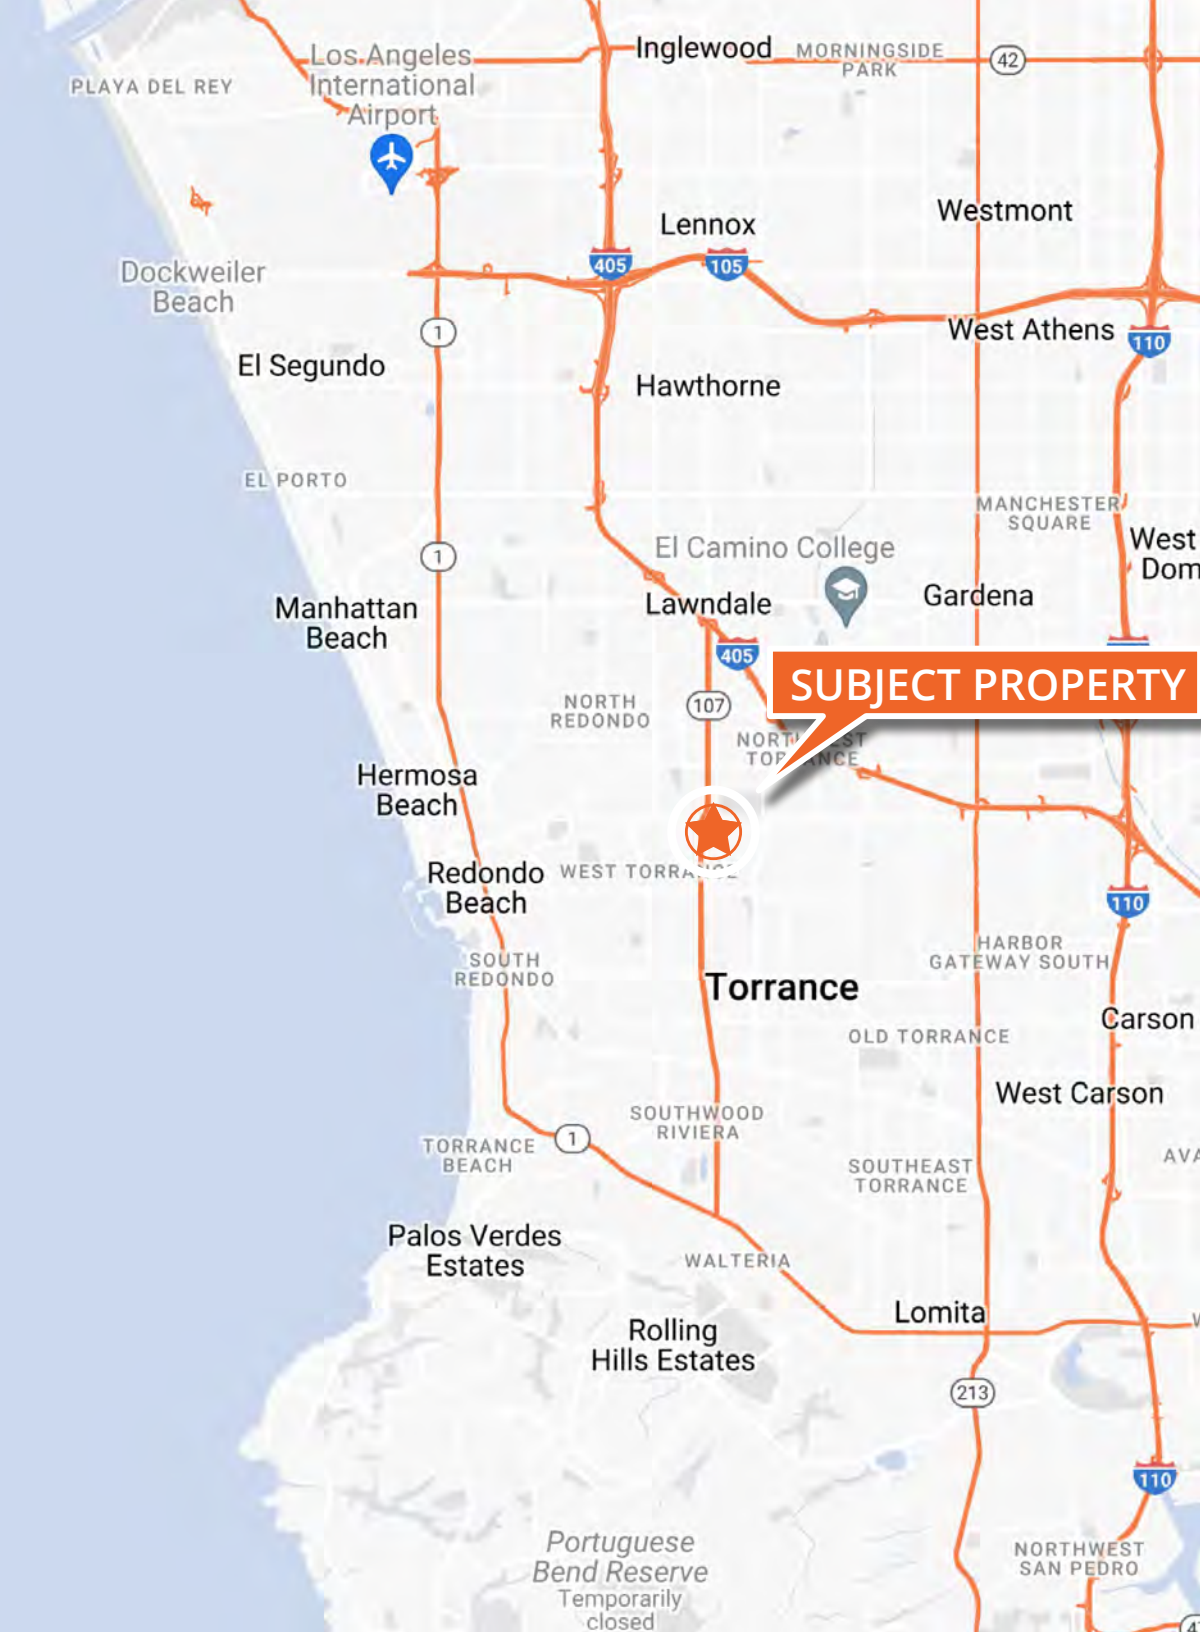 Los Angeles
International
Airport
Inglewood
MORNINGSIDE
PARK
42
PLAYA DEL REY
Lennox
Westmont
405
105
Dockweiler
Beach
1
West Athens
110
El Segundo
Hawthorne
EL PORTO
MANCHESTER
SQUARE
West
Dom
El Camino College
1
Manhattan
Beach
Lawndale
Gardena
405
SUBJECT PROPERTY
NORTH
REDONDO
107
Hermosa
Beach
WEST
Redondo
Beach
110
SOUTH
REDONDO
HARBOR
GATEWAY SOUTH
Torrance
Carson
OLD TORRANCE
West Carson
SOUTHWOOD
RIVIERA
1
TORRANCE
BEACH
SOUTHEAST
TORRANCE
AVA
Palos Verdes
Estates
WALTERIA
Lomita
Rolling
Hills Estates
213
110
Portuguese
Bend Reserve
Temporarily
closed
NORTHWEST
SAN PEDRO